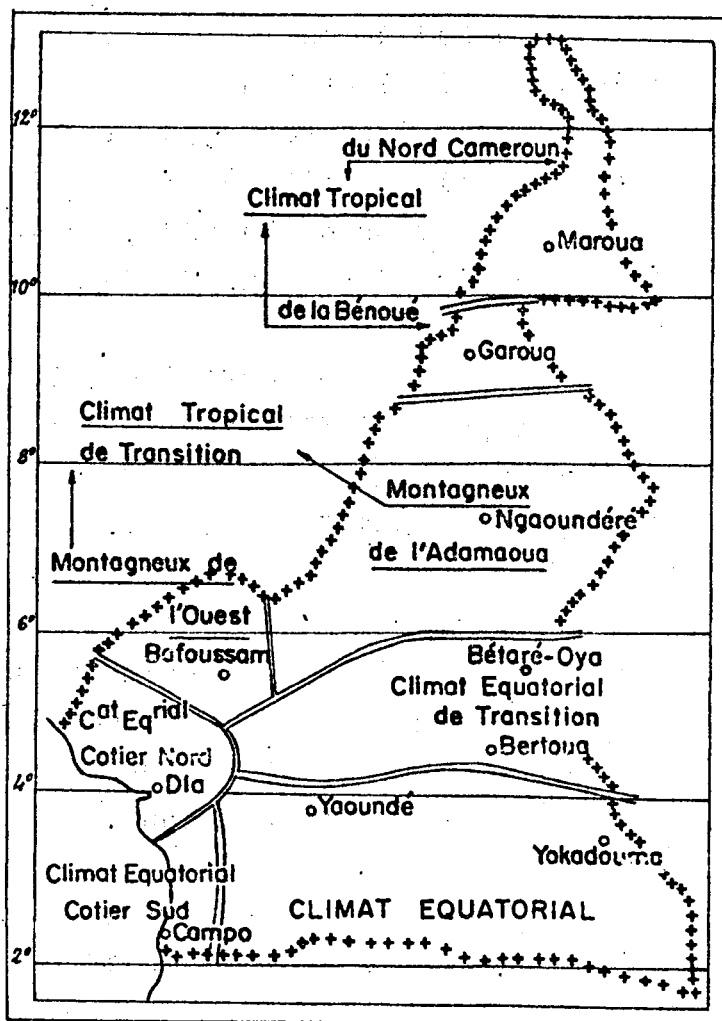 12°
du Nord Cameroun
Climat Tropical
Maroua
10°
de la Bénoué
Garoua
Climat Tropical
de Transition
8°
Montagneux
Ngaoundéré
de l'Adamaoua
Montagneux de
l'Ouest
6°
Bafoussam
Bétaré-Oya
Climat Equatorial
de Transition
Cat Eqrial
Cotier Nord
Bertoua
4°
Dla
Yaoundé
Yokadouma
Climat Equatorial
Cotier Sud
CLIMAT EQUATORIAL
Campo
2°